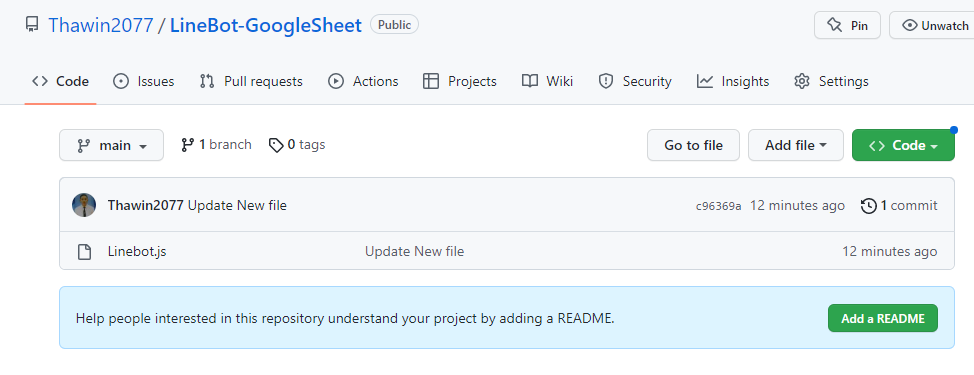 Thawin2077 / LineBot-GoogleSheet Public Pin Unwatch
Code Issues Pull requests Actions Projects Wiki Security Insights Settings
main 1 branch 0 tags Go to file Add file Code
Thawin2077 Update New file c96369a 12 minutes ago 1 commit
Linebot.js Update New file 12 minutes ago
Help people interested in this repository understand your project by adding a README. Add a README